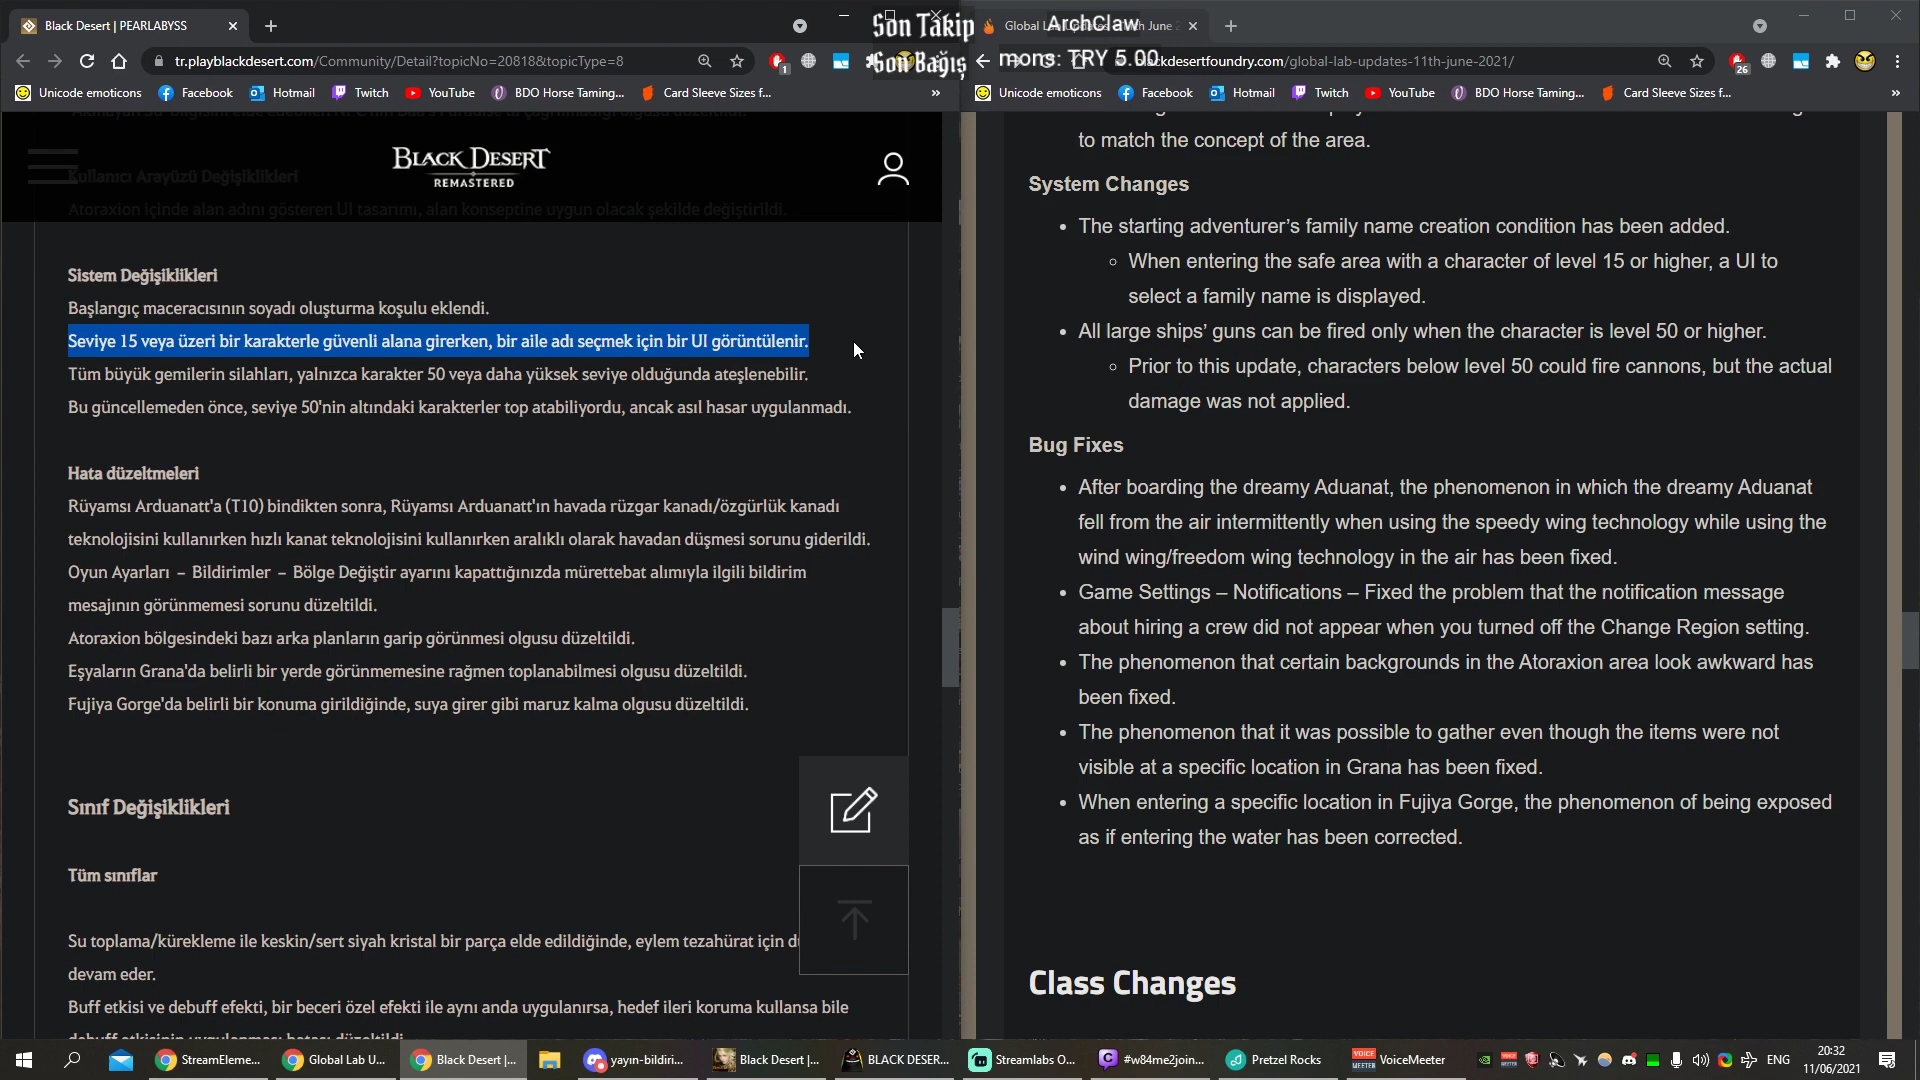 Black Desert | PEARLABYSS
Son Takip
Son Bağış
ArchClaw
mons: TRY 5.00
Global Lab
June
tr.playblackdesert.com/Community/Detail?topicNo=20818&topicType=8
blackdesertfoundry.com/global-lab-updates-11th-june-2021/
Unicode emoticons
Facebook
Hotmail
Twitch
YouTube
BDO Horse Taming...
Card Sleeve Sizes f...
»
Unicode emoticons
Facebook
Hotmail
Twitch
YouTube
BDO Horse Taming...
Card Sleeve Sizes f...
»
1
26
BLACK DESERT
REMASTERED
Kullanıcı Arayüzü Değişiklikleri
Atoraxion içinde alan adını gösteren UI tasarımı, alan konseptine uygun olacak şekilde değiştirildi.
Sistem Değişiklikleri
Başlangıç maceracısının soyadı oluşturma koşulu eklendi.
Seviye 15 veya üzeri bir karakterle güvenli alana girerken, bir aile adı seçmek için bir UI görüntülenir.
Tüm büyük gemilerin silahları, yalnızca karakter 50 veya daha yüksek seviye olduğunda ateşlenebilir.
Bu güncellemeden önce, seviye 50'nin altındaki karakterler top atabiliyordu, ancak asıl hasar uygulanmadı.
Hata düzeltmeleri
Rüyamsı Arduanatt'a (T10) bindikten sonra, Rüyamsı Arduanatt'ın havada rüzgar kanadı/özgürlük kanadı
teknolojisini kullanırken hızlı kanat teknolojisini kullanırken aralıklı olarak havadan düşmesi sorunu giderildi.
Oyun Ayarları – Bildirimler – Bölge Değiştir ayarını kapattığınızda mürettebat alımıyla ilgili bildirim
mesajının görünmemesi sorunu düzeltildi.
Atoraxion bölgesindeki bazı arka planların garip görünmesi olgusu düzeltildi.
Eşyaların Grana'da belirli bir yerde görünmemesine rağmen toplanabilmesi olgusu düzeltildi.
Fujiya Gorge'da belirli bir konuma girildiğinde, suya girer gibi maruz kalma olgusu düzeltildi.
Sınıf Değişiklikleri
Tüm sınıflar
Su toplama/kürekleme ile keskin/sert siyah kristal bir parça elde edildiğinde, eylem tezahürat için
devam eder.
Buff etkisi ve debuff efekti, bir beceri özel efekti ile aynı anda uygulanırsa, hedef ileri koruma kullansa bile
to match the concept of the area.
System Changes
• The starting adventurer's family name creation condition has been added.
When entering the safe area with a character of level 15 or higher, a UI to
select a family name is displayed.
• All large ships' guns can be fired only when the character is level 50 or higher.
Prior to this update, characters below level 50 could fire cannons, but the actual
damage was not applied.
Bug Fixes
• After boarding the dreamy Aduanat, the phenomenon in which the dreamy Aduanat
fell from the air intermittently when using the speedy wing technology while using the
wind wing/freedom wing technology in the air has been fixed.
• Game Settings – Notifications – Fixed the problem that the notification message
about hiring a crew did not appear when you turned off the Change Region setting.
• The phenomenon that certain backgrounds in the Atoraxion area look awkward has
been fixed.
• The phenomenon that it was possible to gather even though the items were not
visible at a specific location in Grana has been fixed.
• When entering a specific location in Fujiya Gorge, the phenomenon of being exposed
as if entering the water has been corrected.
Class Changes
StreamEleme...
Global Lab U...
Black Desert |...
yayın-bildiri...
Black Desert |...
BLACK DESER...
Streamlabs O...
#w84me2join...
Pretzel Rocks
VOICE MEETER
VoiceMeeter
ENG
20:32
11/06/2021